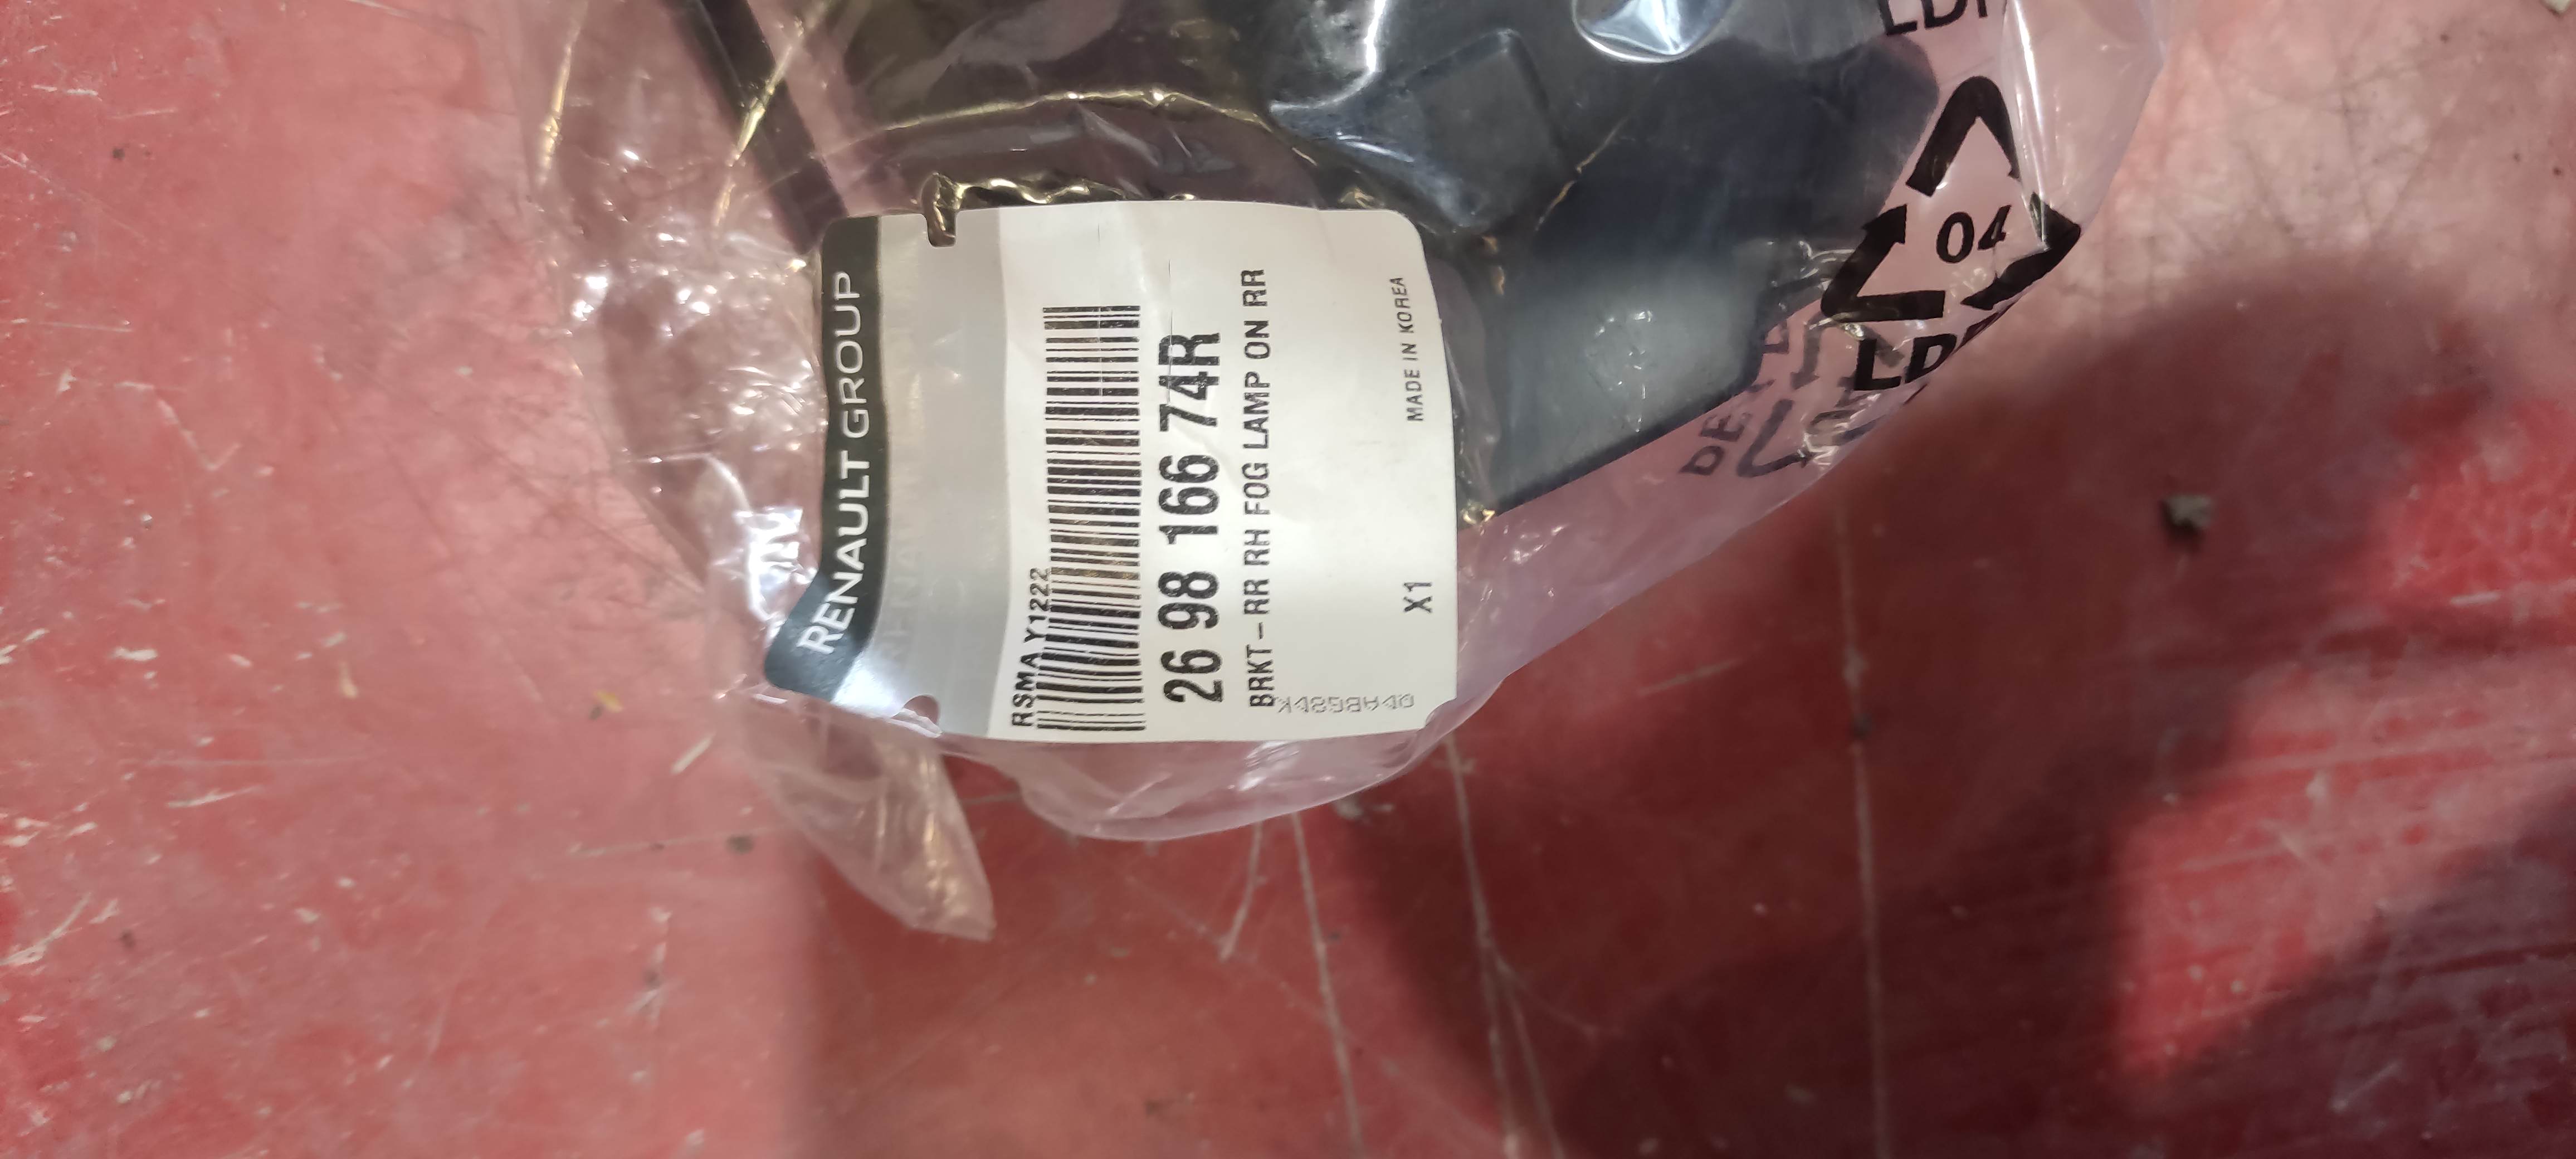 RENAULT GROUP
RSMA Y1222
26 98 166 74R
BRKT-RR RH FOG LAMP ON RR
X1
MADE IN KOREA
04